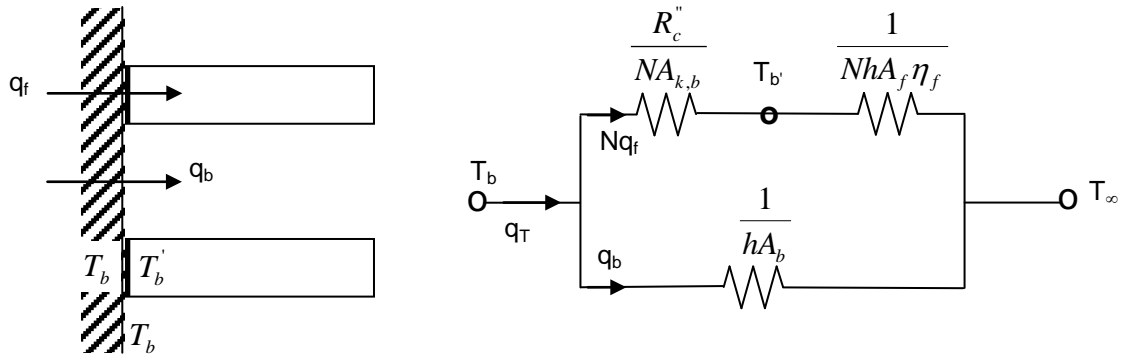 q_f
q_b
T_b T_b'
T_b
R_c'' / NA_{k,b}
1 / NhA_f η_f
T_b'
Nq_f
T_b
q_T
T_∞
1 / hA_b
q_b